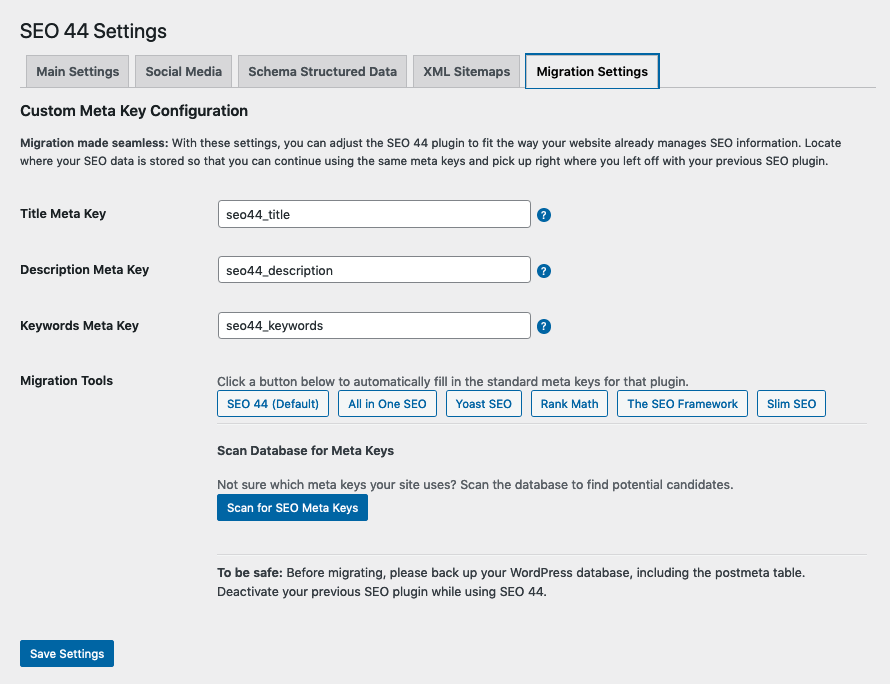 SEO 44 Settings
Main Settings
Social Media
Schema Structured Data
XML Sitemaps
Migration Settings
Custom Meta Key Configuration
Migration made seamless: With these settings, you can adjust the SEO 44 plugin to fit the way your website already manages SEO information. Locate
where your SEO data is stored so that you can continue using the same meta keys and pick up right where you left off with your previous SEO plugin.
Title Meta Key
seo44_title
?
Description Meta Key
seo44_description
?
Keywords Meta Key
seo44_keywords
?
Migration Tools
Click a button below to automatically fill in the standard meta keys for that plugin.
SEO 44 (Default)
All in One SEO
Yoast SEO
Rank Math
The SEO Framework
Slim SEO
Scan Database for Meta Keys
Not sure which meta keys your site uses? Scan the database to find potential candidates.
Scan for SEO Meta Keys
To be safe: Before migrating, please back up your WordPress database, including the postmeta table.
Deactivate your previous SEO plugin while using SEO 44.
Save Settings